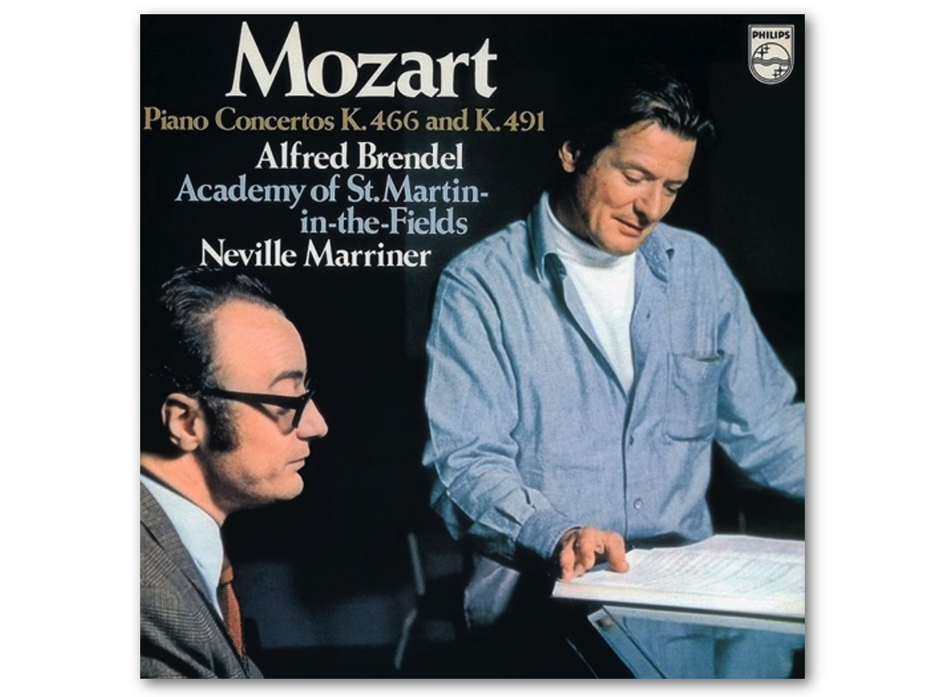 Mozart
PHILIPS
Piano Concertos K.466 and K.491
Alfred Brendel
Academy of St.Martin-
in-the-Fields
Neville Marriner